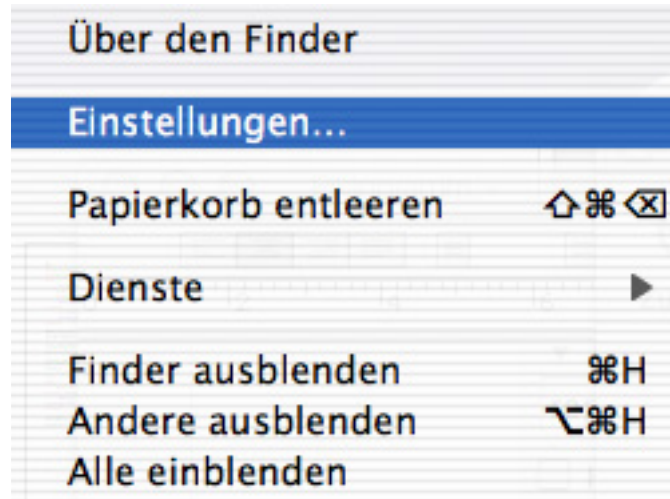 Über den Finder
Einstellungen...
Papierkorb entleeren ⇧⌘⌫
Dienste ▶
Finder ausblenden ⌘H
Andere ausblenden ⌥⌘H
Alle einblenden